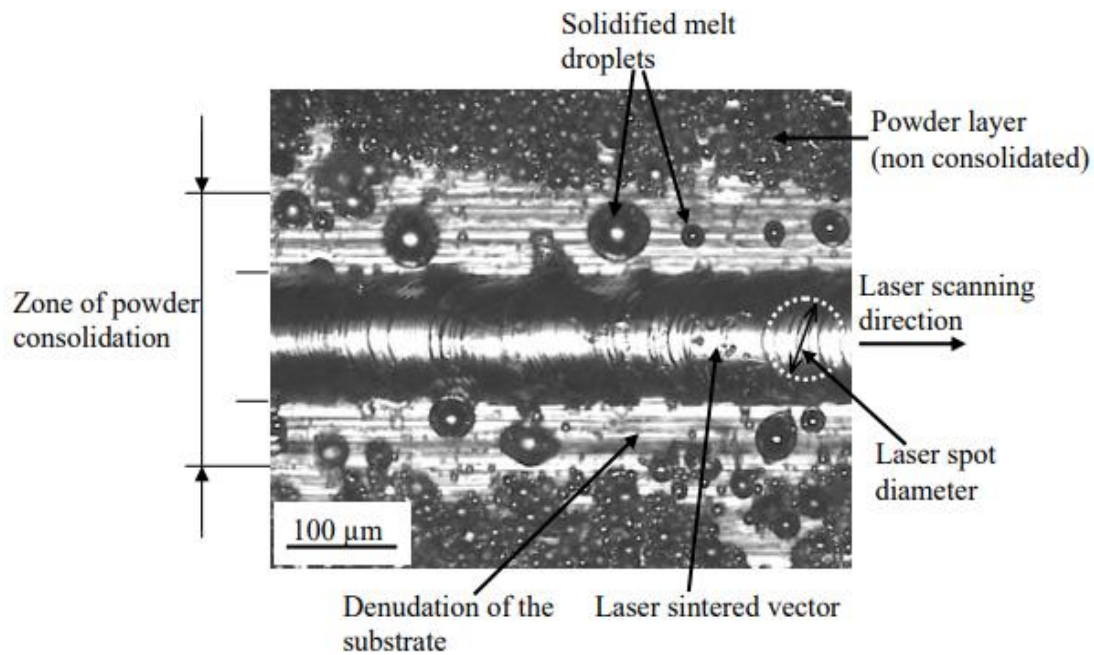 Solidified melt
droplets
Powder layer
(non consolidated)
Zone of powder
consolidation
Laser scanning
direction
Laser spot
diameter
100 µm
Denudation of the
substrate
Laser sintered vector